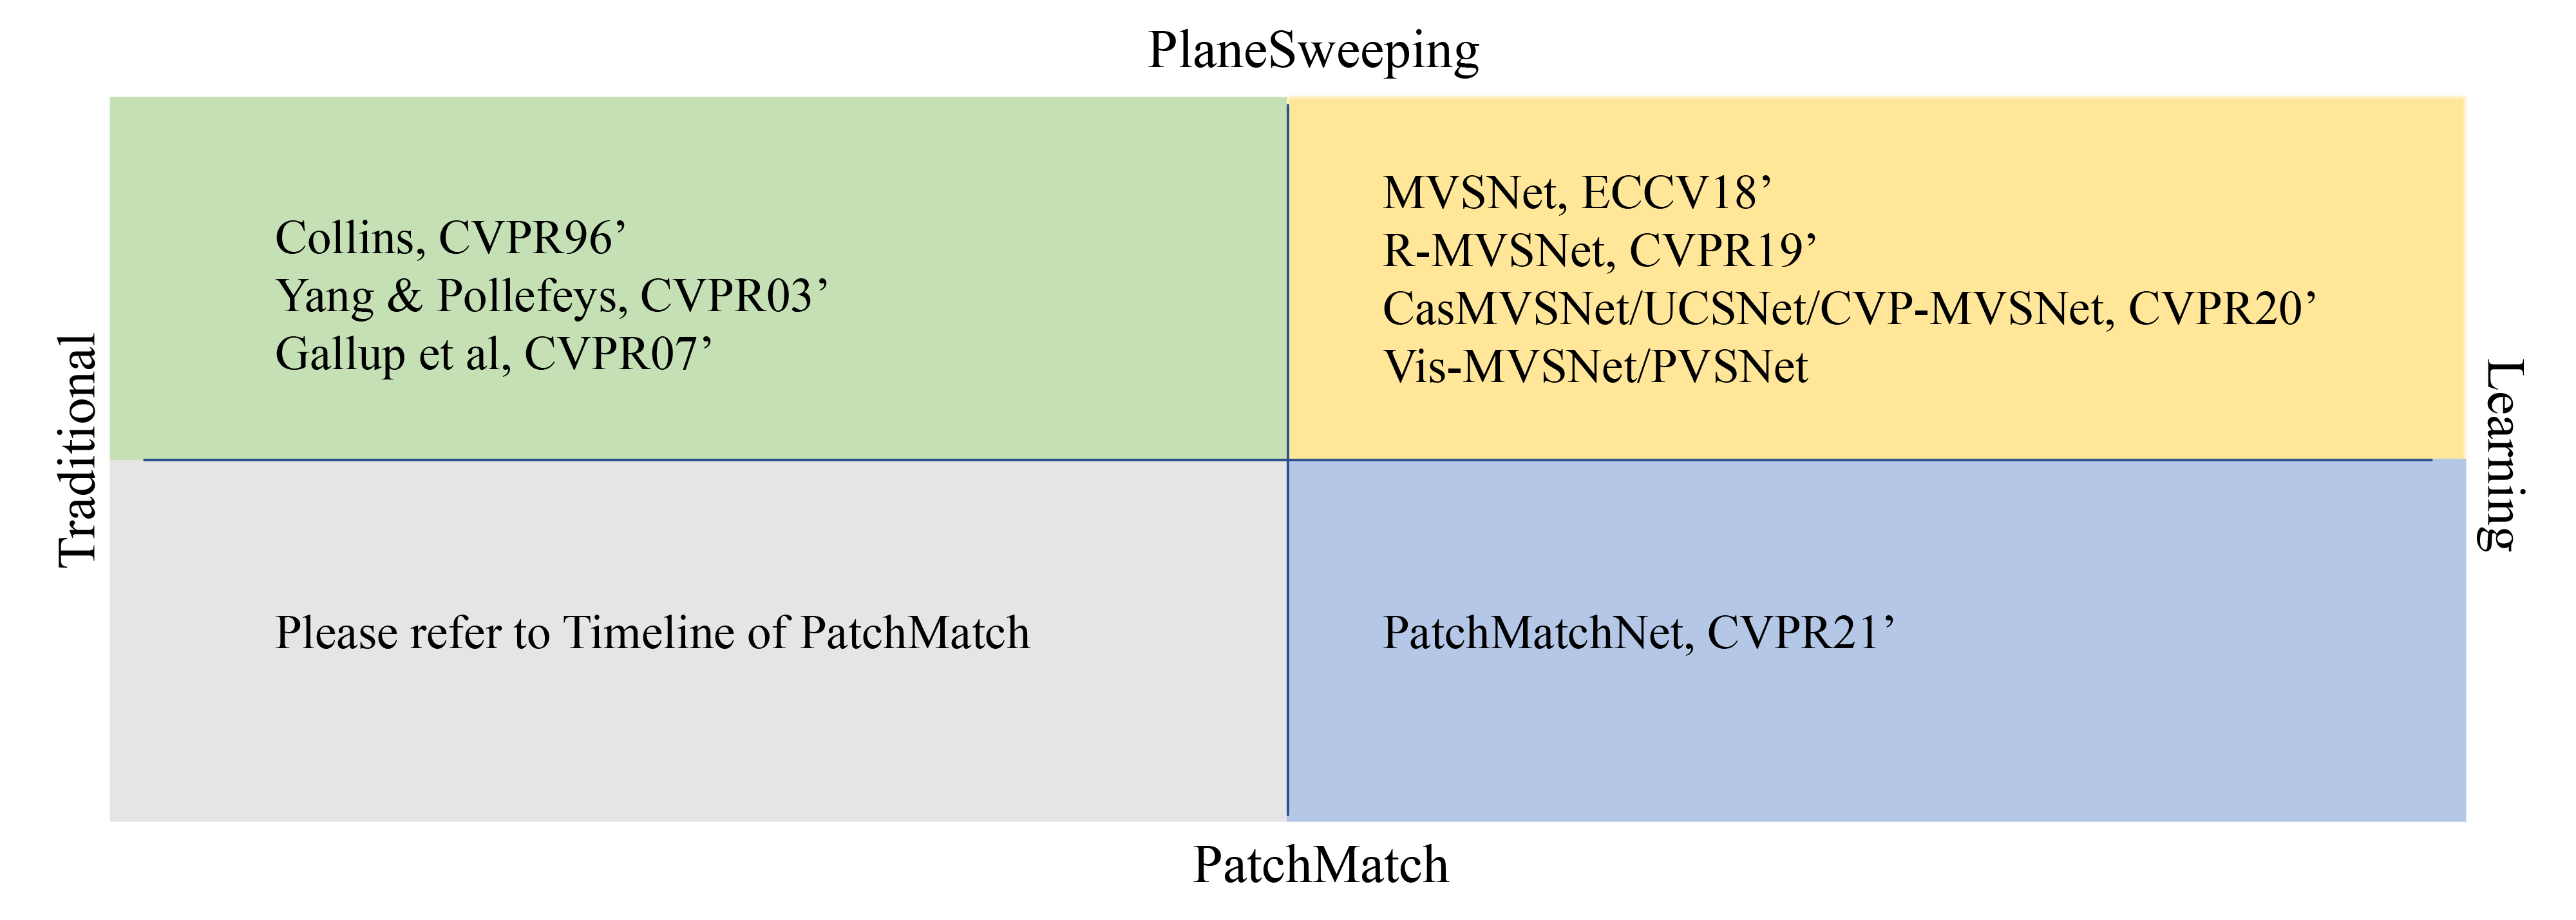 PlaneSweeping
Traditional
Collins, CVPR96’
Yang & Pollefeys, CVPR03’
Gallup et al, CVPR07’
MVSNet, ECCV18’
R-MVSNet, CVPR19’
CasMVSNet/UCSNet/CVP-MVSNet, CVPR20’
Vis-MVSNet/PVSNet
Learning
Please refer to Timeline of PatchMatch
PatchMatchNet, CVPR21’
PatchMatch